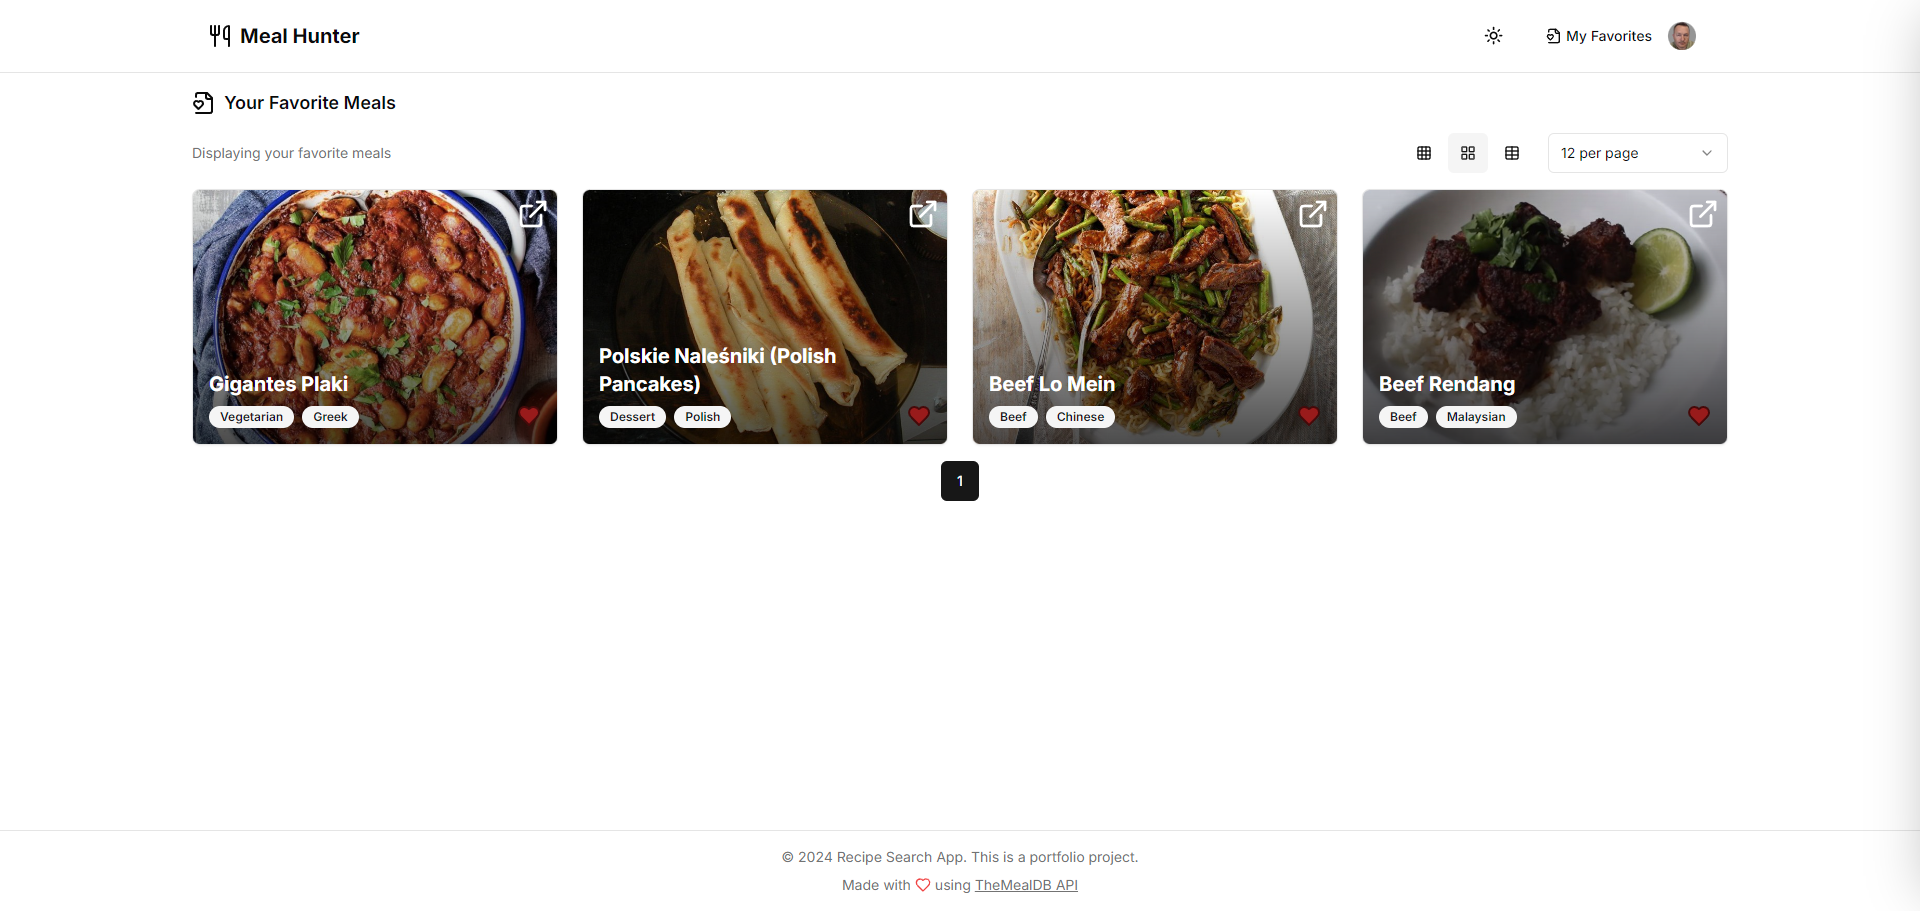 Meal Hunter
My Favorites
Your Favorite Meals
Displaying your favorite meals
12 per page
Gigantes Plaki
Vegetarian
Greek
Polskie Naleśniki (Polish
Pancakes)
Dessert
Polish
Beef Lo Mein
Beef
Chinese
Beef Rendang
Beef
Malaysian
1
© 2024 Recipe Search App. This is a portfolio project.
Made with using TheMealDB API